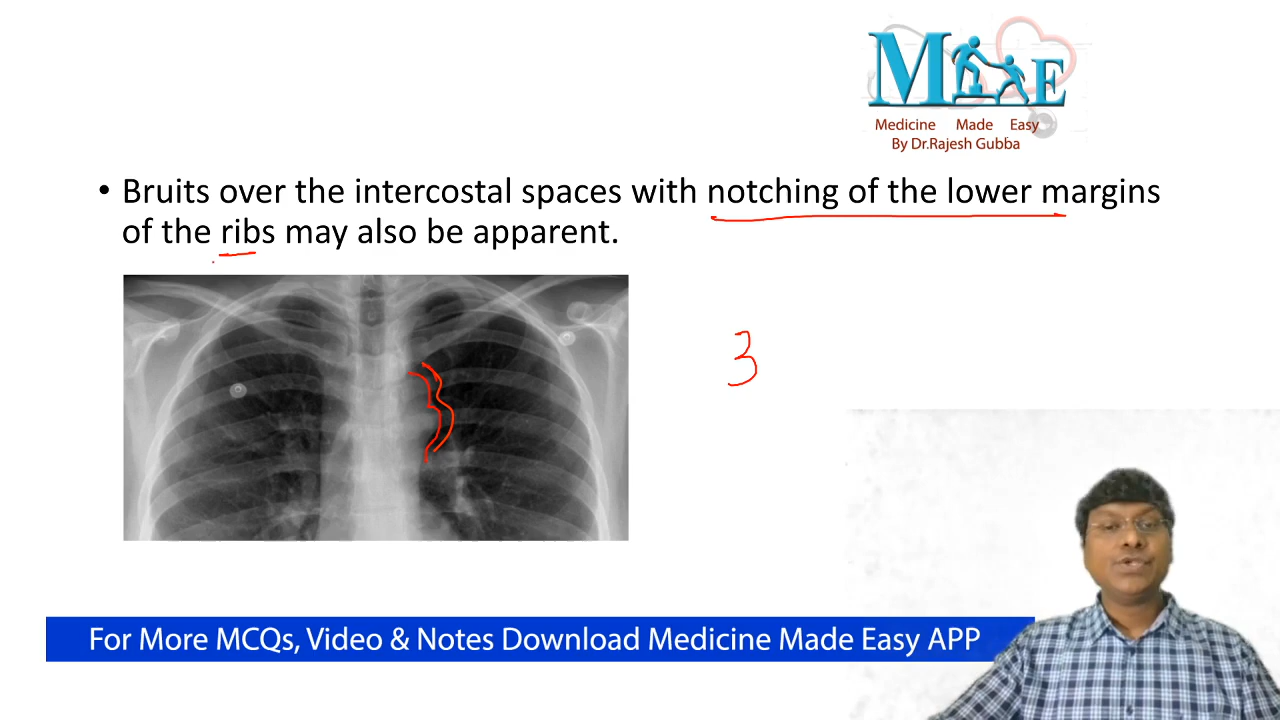 M E
Medicine Made Easy
By Dr.Rajesh Gubba
• Bruits over the intercostal spaces with notching of the lower margins
of the ribs may also be apparent.
3
For More MCQs, Video & Notes Download Medicine Made Easy APP